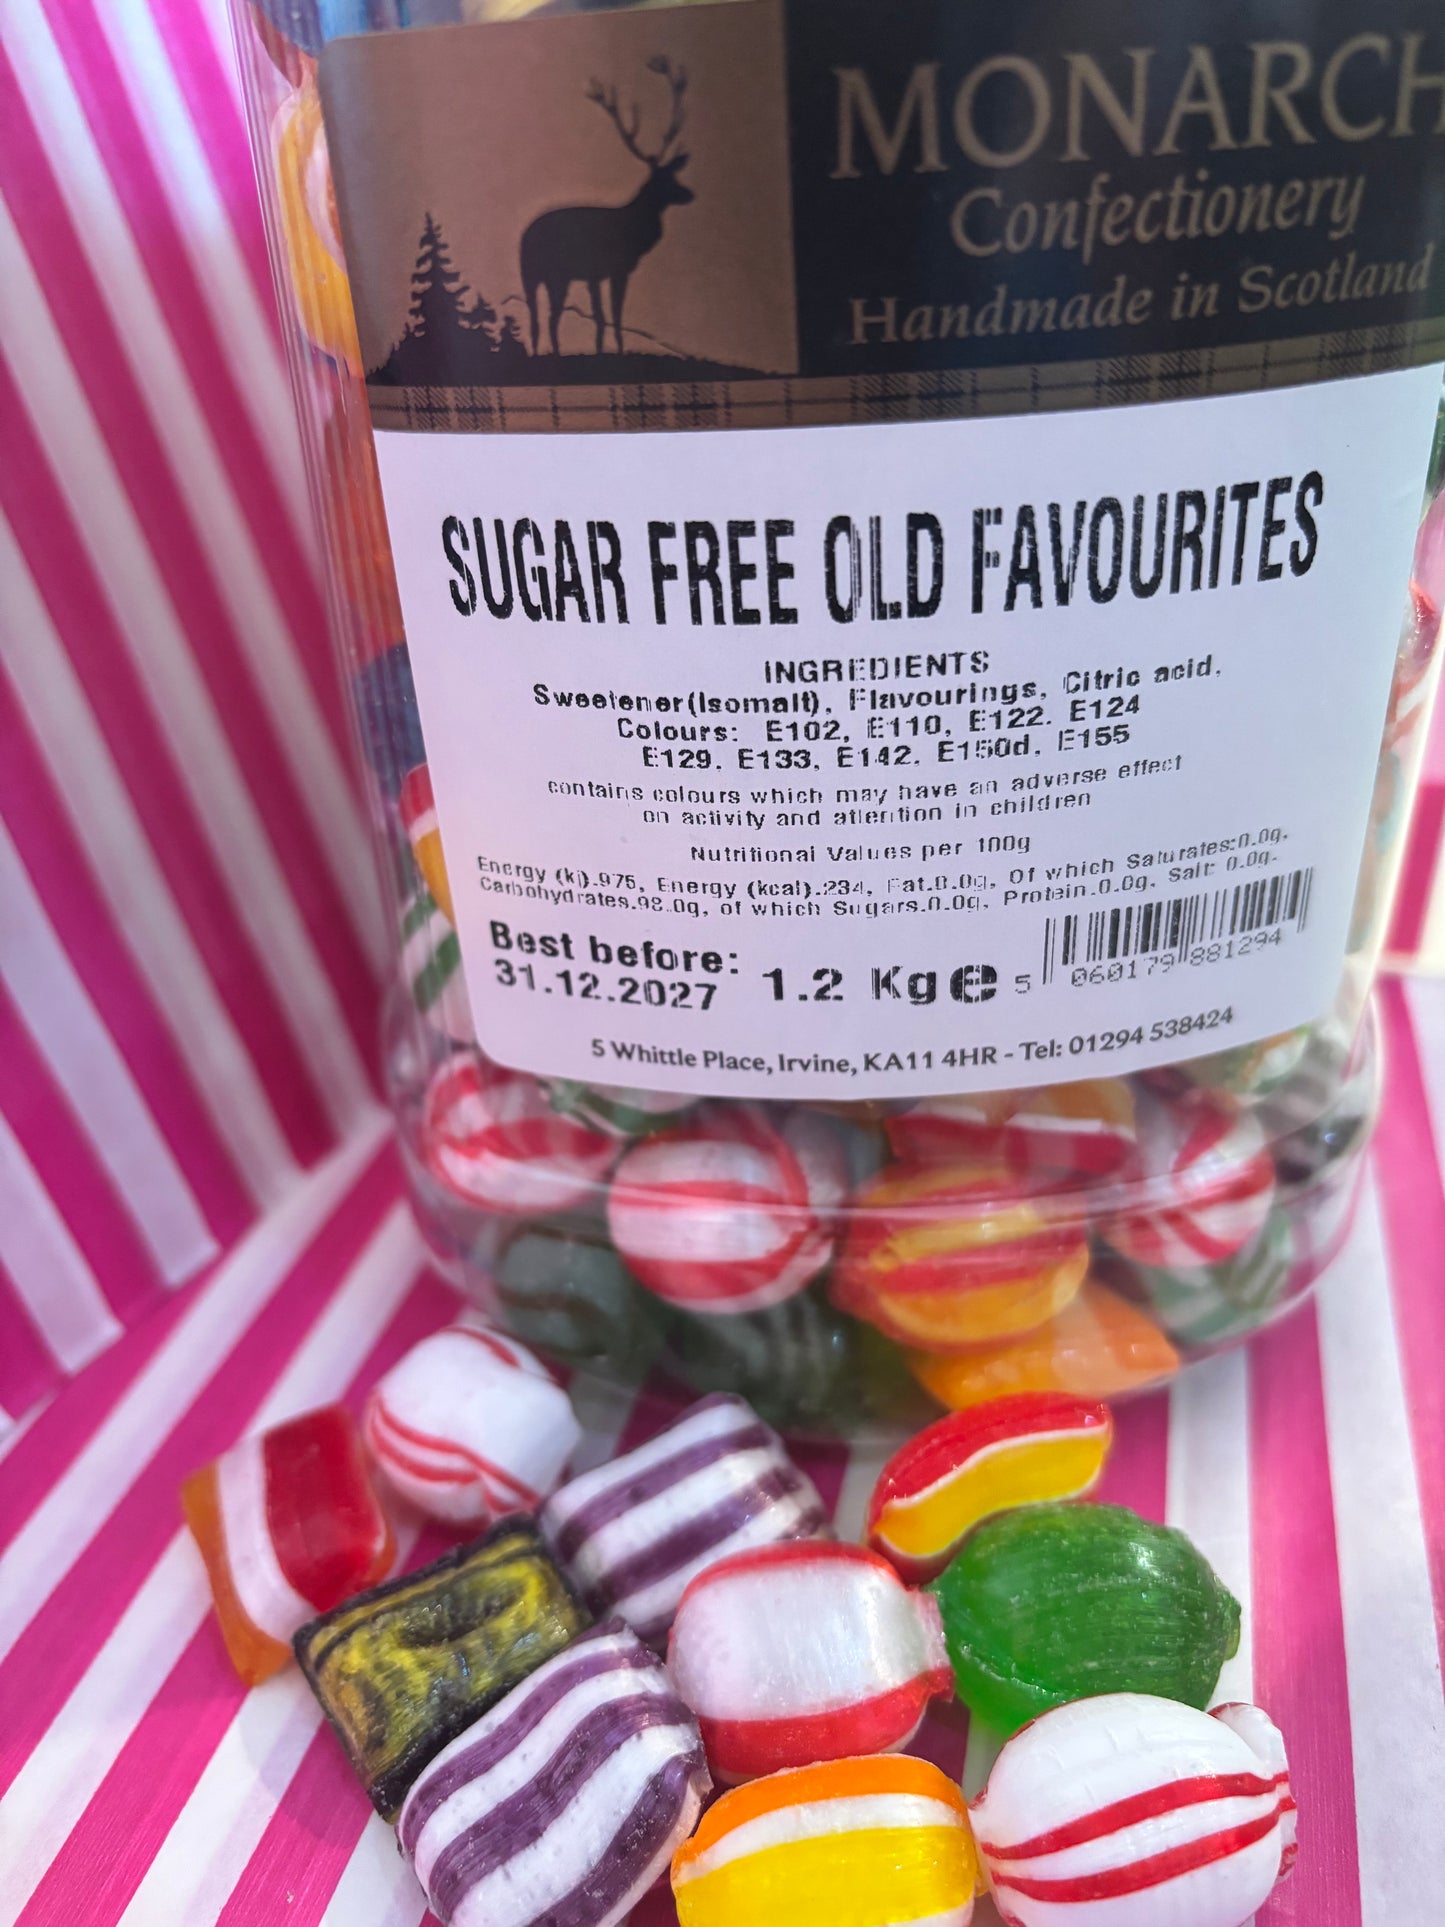 MONARCH
Confectionery
Handmade in Scotland
SUGAR FREE OLD FAVOURITES
INGREDIENTS
Sweetener(Isomalt), Flavourings, Citric acid,
Colours: E102, E110, E122. E124
E129. E133, E142. E150d. E155
contains colours which may have an adverse effect
on activity and attention in children
Nutritional Values per 100g
Energy (kj).975, Energy (kcal).234, Fat.0.0g, Of which Saturates:0.0g,
Carbohydrates.98.0g, of which Sugars.0.0g, Protein.0.0g. Salt: 0.0g.
Best before:
31.12.2027
1.2 Kg e
5 060179 881294
5 Whittle Place, Irvine, KA11 4HR - Tel: 01294 538424